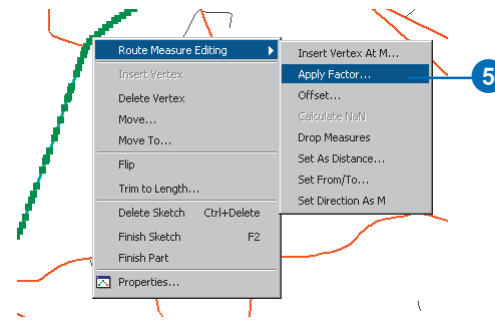 Route Measure Editing
Insert Vertex
Delete Vertex
Move...
Move To...
Flip
Trim to Length...
Delete Sketch Ctrl+Delete
Finish Sketch F2
Finish Part
Properties...
Insert Vertex At M...
Apply Factor...
5
Offset...
Calculate NaN
Drop Measures
Set As Distance...
Set From/To...
Set Direction As M